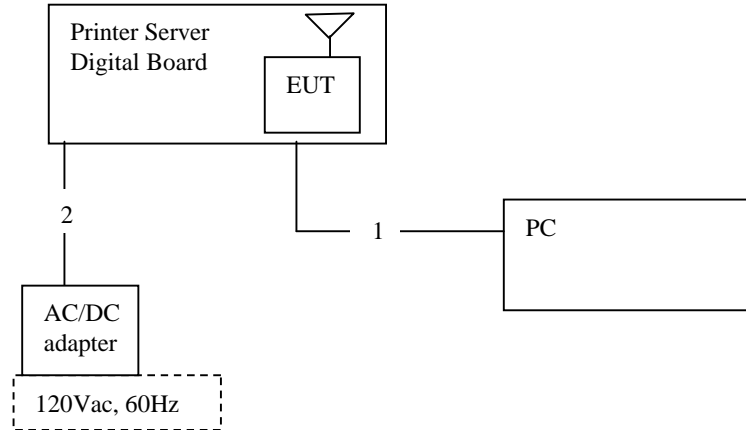 Printer Server
Digital Board
EUT
2
1
PC
AC/DC
adapter
120Vac, 60Hz